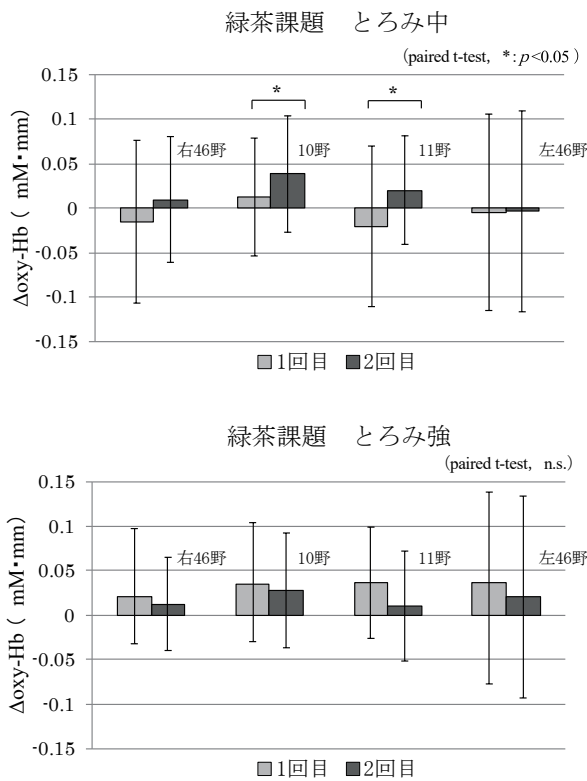 緑茶課題　とろみ中
(paired t-test, *: p<0.05 )
0.15
0.1
0.05
0
-0.05
-0.1
-0.15
Δoxy-Hb ( mM・mm)
*
*
右46野
10野
11野
左46野
1回目 2回目
緑茶課題　とろみ強
(paired t-test, n.s.)
0.15
0.1
0.05
0
-0.05
-0.1
-0.15
Δoxy-Hb ( mM・mm)
右46野
10野
11野
左46野
1回目 2回目